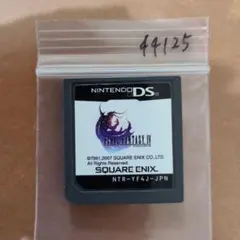 44125
NINTENDO DS
FINAL FANTASY IV
©1991,2007 SQUARE ENIX CO.,LTD.
All Rights Reserved.
SQUARE ENIX
NTR-YF4J-JPN